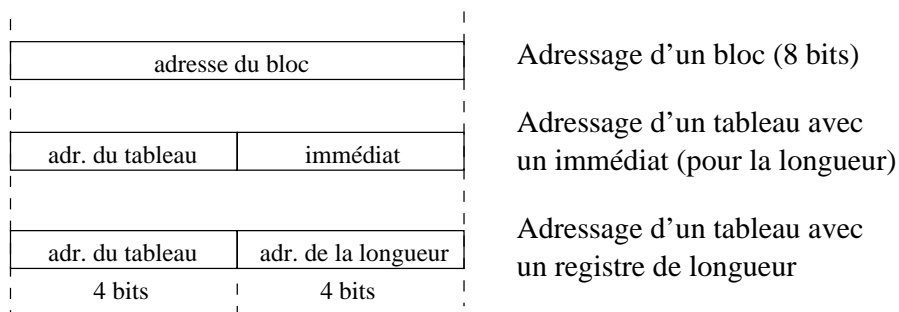 adresse du bloc
Adressage d'un bloc (8 bits)
adr. du tableau
immédiat
Adressage d'un tableau avec
un immédiat (pour la longueur)
adr. du tableau
adr. de la longueur
Adressage d'un tableau avec
un registre de longueur
4 bits
4 bits